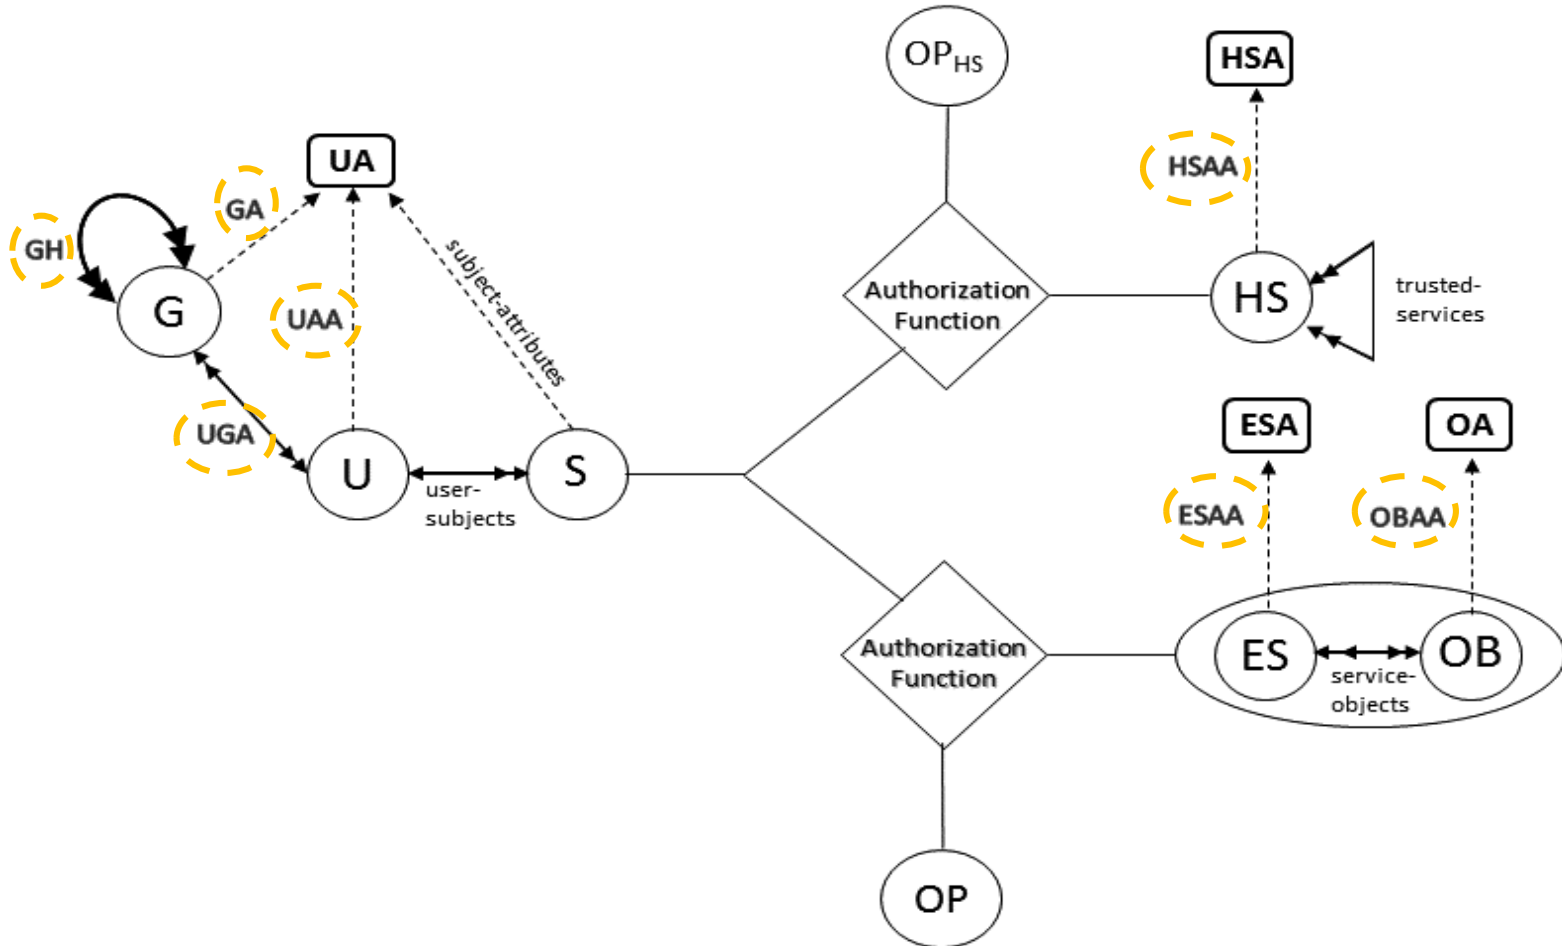 OPHS
HSA
UA
HSAA
GA
GH
subject-attributes
Authorization
Function
HS
trusted-
services
G
UAA
ESA
OA
UGA
U
user-
subjects
S
ESAA
OBAA
Authorization
Function
ES
service-
objects
OB
OP